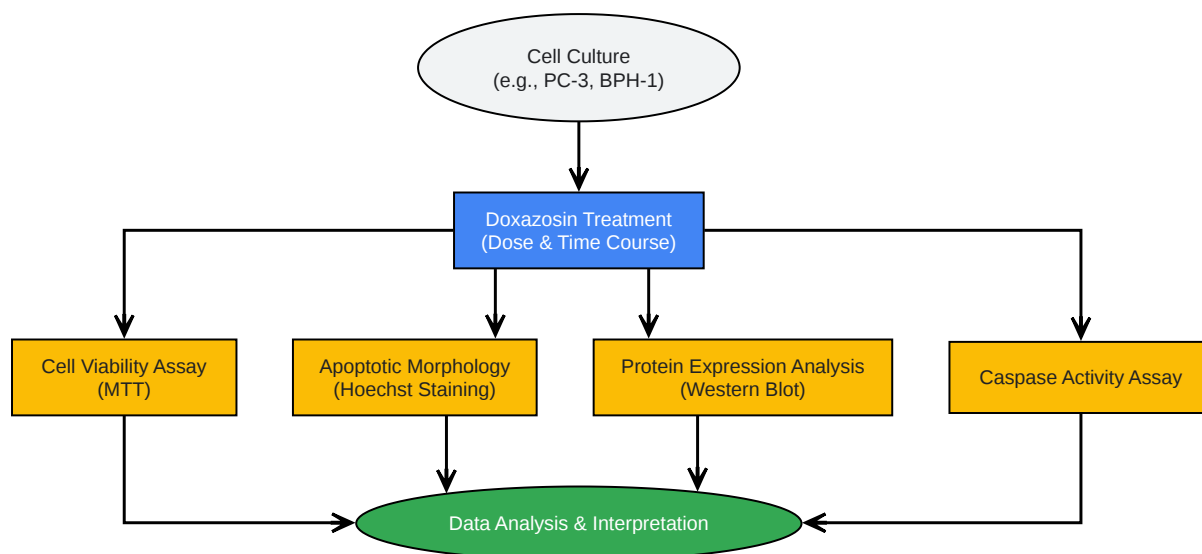 Cell Culture
(e.g., PC-3, BPH-1)
Doxazosin Treatment
(Dose & Time Course)
Cell Viability Assay
(MTT)
Apoptotic Morphology
(Hoechst Staining)
Protein Expression Analysis
(Western Blot)
Caspase Activity Assay
Data Analysis & Interpretation